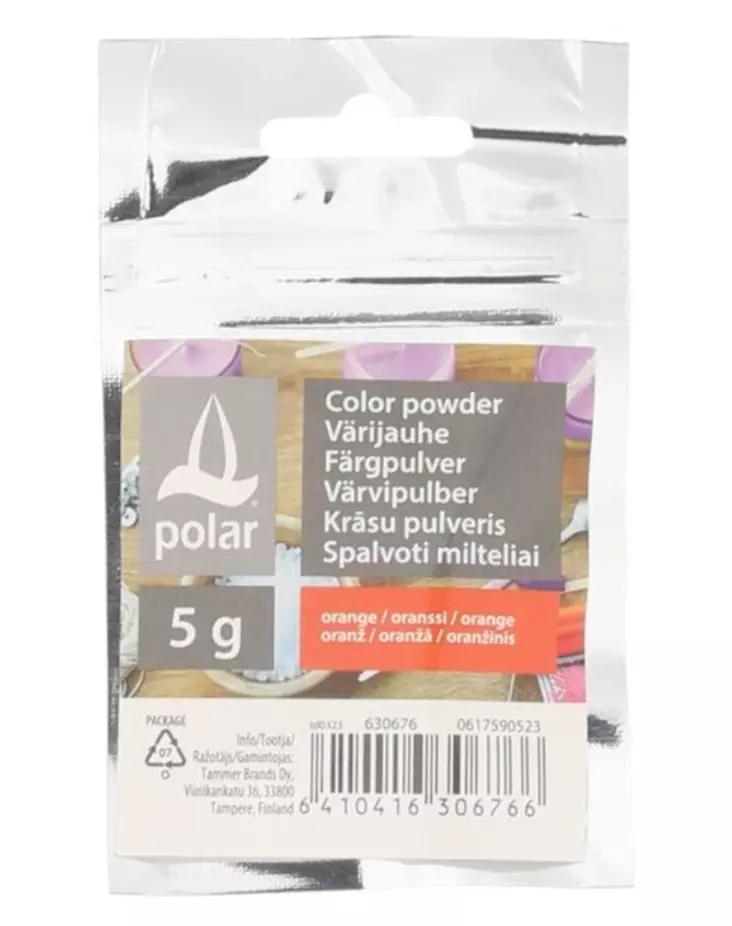 polar
Color powder
Värijauhe
Färgpulver
Värvipulber
Krāsu pulveris
Spalvoti milteliai
5 g
orange / oranssi / orange
oranž / oranžā / oranžinis
PACKAGE
07
O
Info/Tootja/
Ražotājs/Gamintojas:
Tammer Brands Oy,
Viinikankatu 36, 33800
Tampere, Finland
630676 0617590523
6 410416 306766